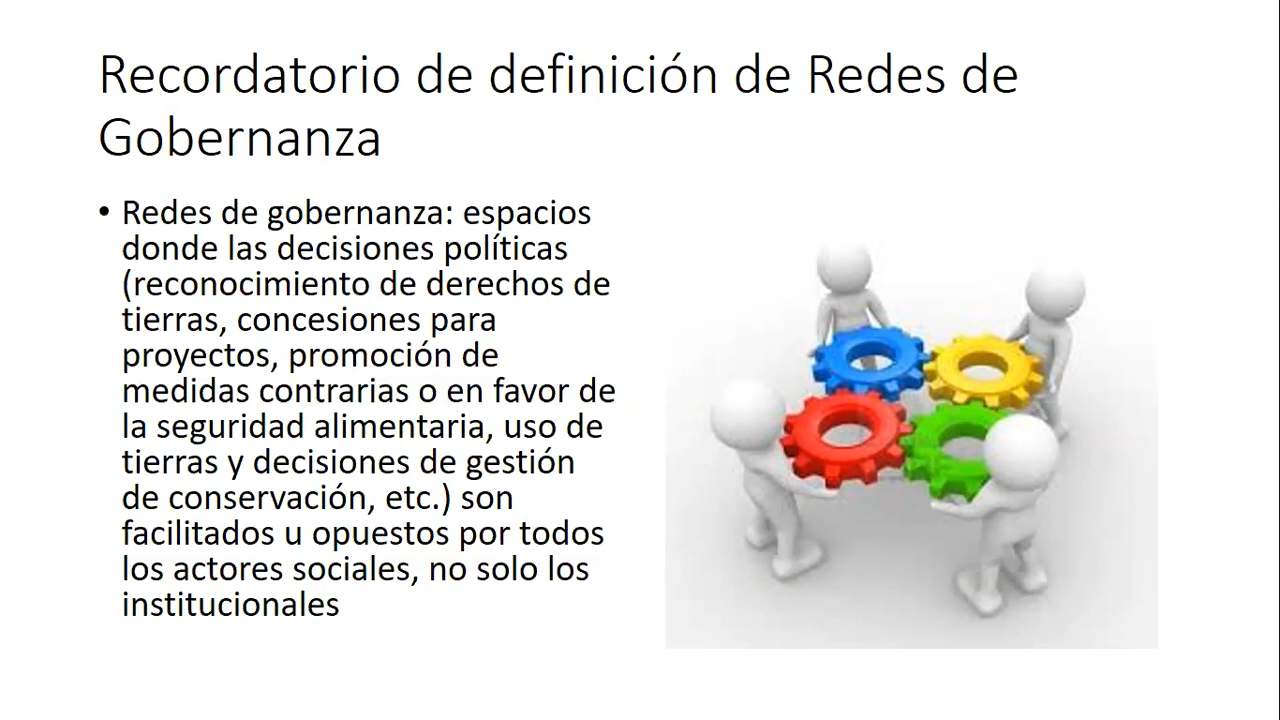 Recordatorio de definición de Redes de
Gobernanza
• Redes de gobernanza: espacios
donde las decisiones políticas
(reconocimiento de derechos de
tierras, concesiones para
proyectos, promoción de
medidas contrarias o en favor de
la seguridad alimentaria, uso de
tierras y decisiones de gestión
de conservación, etc.) son
facilitados u opuestos por todos
los actores sociales, no solo los
institucionales